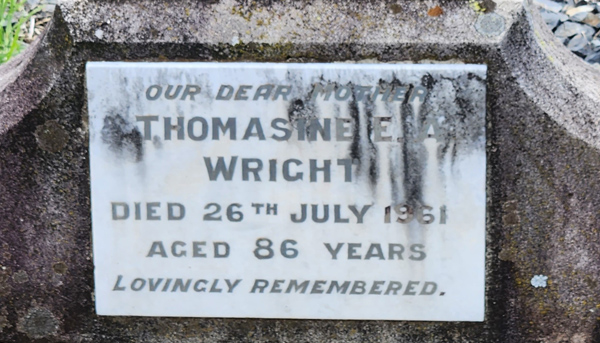 OUR DEAR MOTHER
THOMASINE E. A.
WRIGHT
DIED 26TH JULY 1961
AGED 86 YEARS
LOVINGLY REMEMBERED.